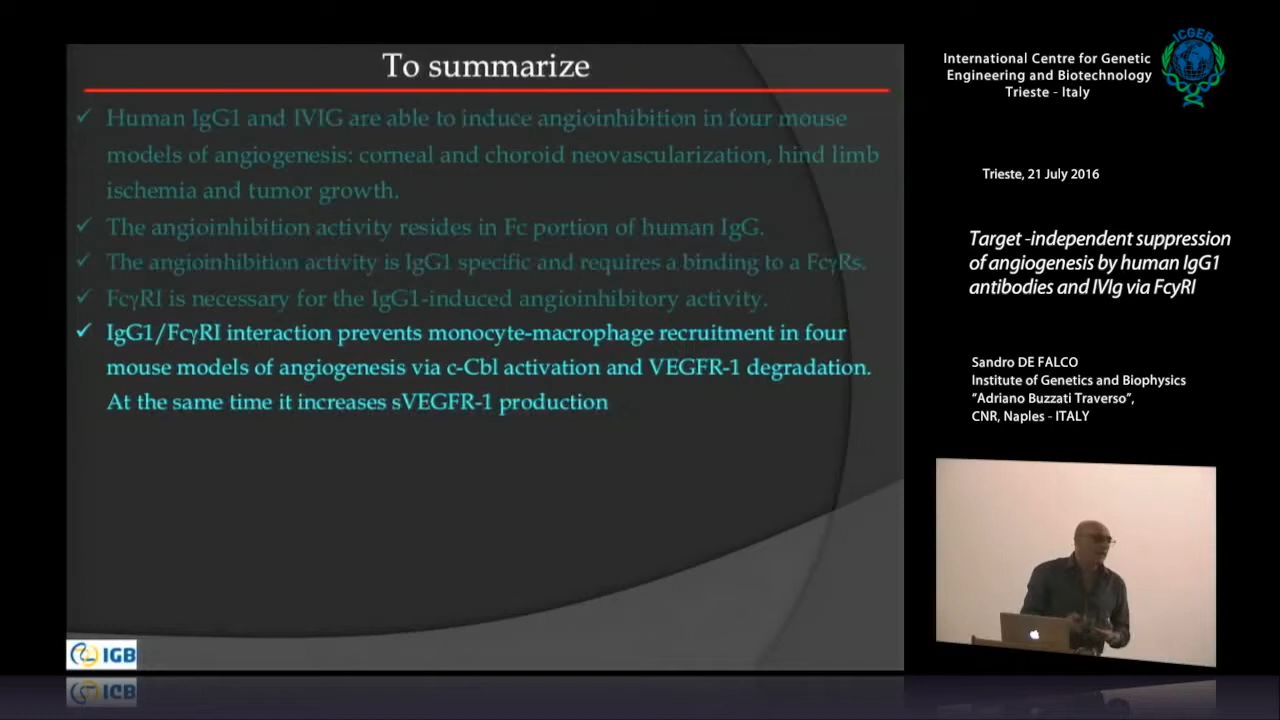 To summarize
✓ Human IgG1 and IVIG are able to induce angioinhibition in four mouse
models of angiogenesis: corneal and choroid neovascularization, hind limb
ischemia and tumor growth.
✓ The angioinhibition activity resides in Fc portion of human IgG.
✓ The angioinhibition activity is IgG1 specific and requires a binding to a FcγRs.
✓ FcγRI is necessary for the IgG1-induced angioinhibitory activity.
✓ IgG1/FcγRI interaction prevents monocyte-macrophage recruitment in four
mouse models of angiogenesis via c-Cbl activation and VEGFR-1 degradation.
At the same time it increases sVEGFR-1 production
IGB
International Centre for Genetic
Engineering and Biotechnology
Trieste - Italy
ICGEB
Trieste, 21 July 2016
Target -independent suppression
of angiogenesis by human IgG1
antibodies and IVIg via FcγRI
Sandro DE FALCO
Institute of Genetics and Biophysics
“Adriano Buzzati Traverso”,
CNR, Naples - ITALY